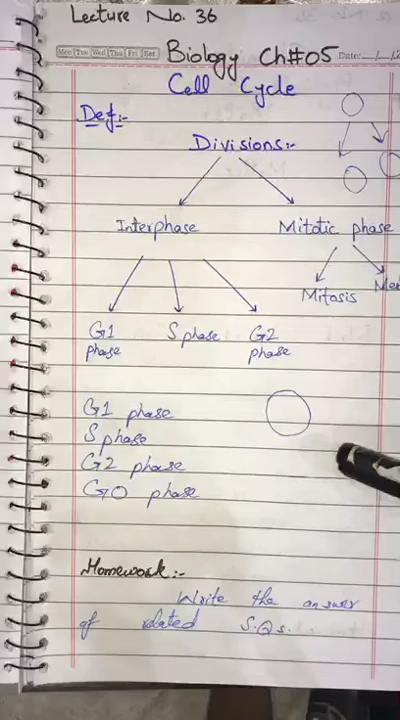 Lecture No. 36
Mon Tue Wed Thu Fri Sat
Biology Ch#05 Date:
Cell Cycle
Def:-
Divisions:-
Interphase Mitotic phase
Mitosis
G1 phase S phase G2 phase
G1 phase
S phase
G2 phase
G0 phase
Homework:-
Write the answer
of related S.Qs.